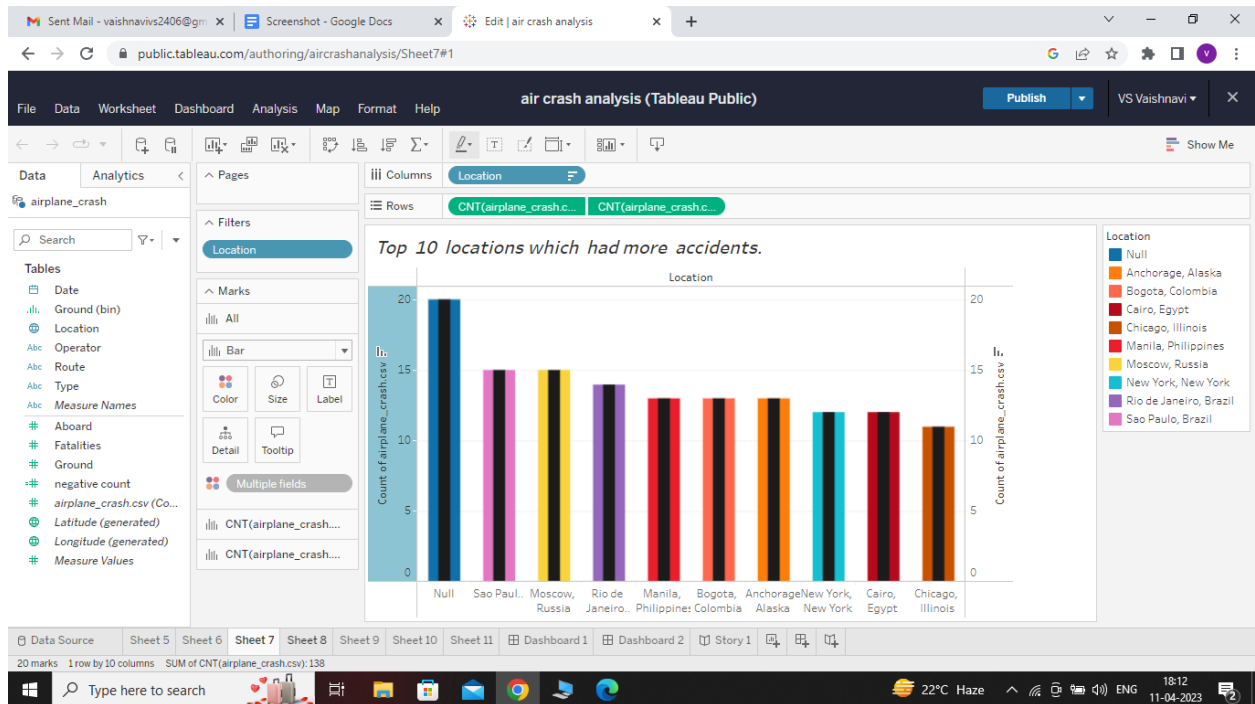 Sent Mail - vaishnavivs2406@gm
Screenshot - Google Docs
Edit | air crash analysis
public.tableau.com/authoring/aircrashanalysis/Sheet7#1
File Data Worksheet Dashboard Analysis Map Format Help
air crash analysis (Tableau Public)
Publish
VS Vaishnavi
Show Me
Data Analytics
airplane_crash
Search
Tables
Date
Ground (bin)
Location
Abc Operator
Abc Route
Abc Type
Abc Measure Names
Aboard
Fatalities
Ground
negative count
airplane_crash.csv (Co...
Latitude (generated)
Longitude (generated)
Measure Values
Pages
Filters
Location
Marks
All
Bar
Color Size Label
Detail Tooltip
Multiple fields
CNT(airplane_crash....
CNT(airplane_crash....
Columns Location
Rows CNT(airplane_crash.c... CNT(airplane_crash.c...
Top 10 locations which had more accidents.
Location
Count of airplane_crash.csv
20
15
10
5
0
Count of airplane_crash.csv
20
15
10
5
0
Null
Sao Paul..
Moscow,
Russia
Rio de
Janeiro..
Manila,
Philippines
Bogota,
Colombia
Anchorage
Alaska
New York,
New York
Cairo,
Egypt
Chicago,
Illinois
Location
Null
Anchorage, Alaska
Bogota, Colombia
Cairo, Egypt
Chicago, Illinois
Manila, Philippines
Moscow, Russia
New York, New York
Rio de Janeiro, Brazil
Sao Paulo, Brazil
Data Source Sheet 5 Sheet 6 Sheet 7 Sheet 8 Sheet 9 Sheet 10 Sheet 11 Dashboard 1 Dashboard 2 Story 1
20 marks 1 row by 10 columns SUM of CNT(airplane_crash.csv): 138
Type here to search
22°C Haze
ENG
18:12
11-04-2023
2